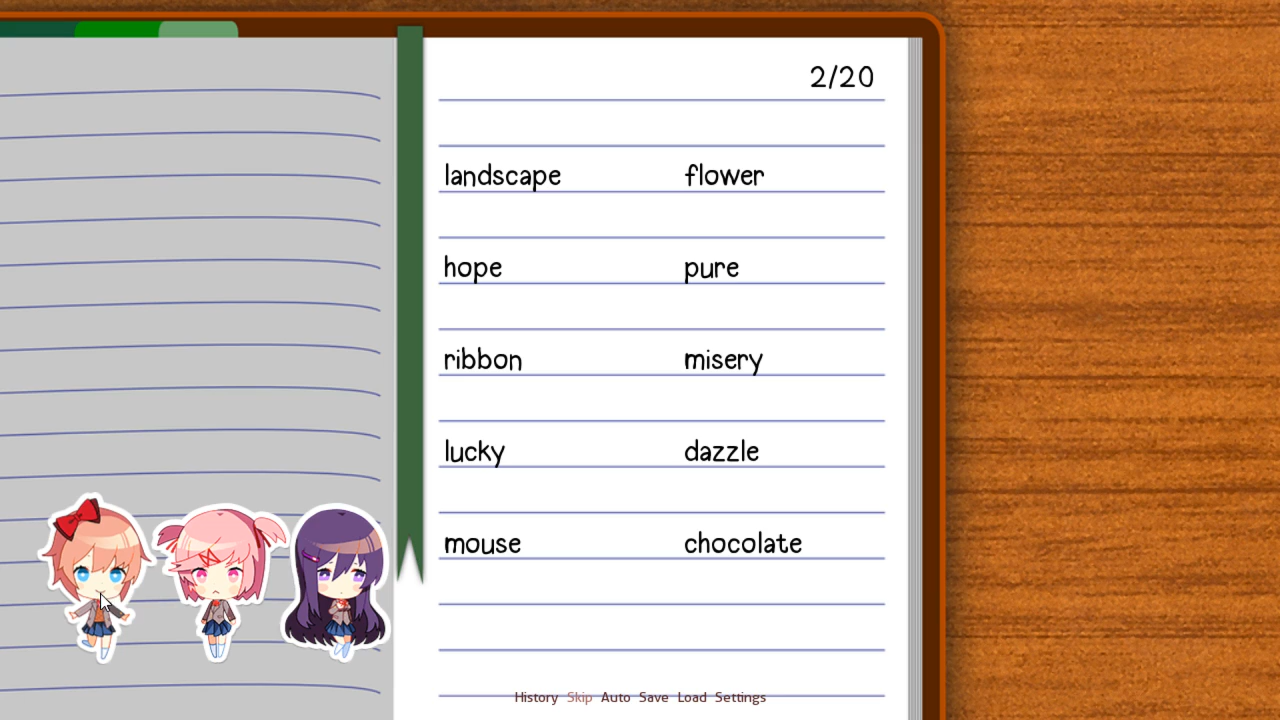 2/20
landscape flower
hope pure
ribbon misery
lucky dazzle
mouse chocolate
History Skip Auto Save Load Settings